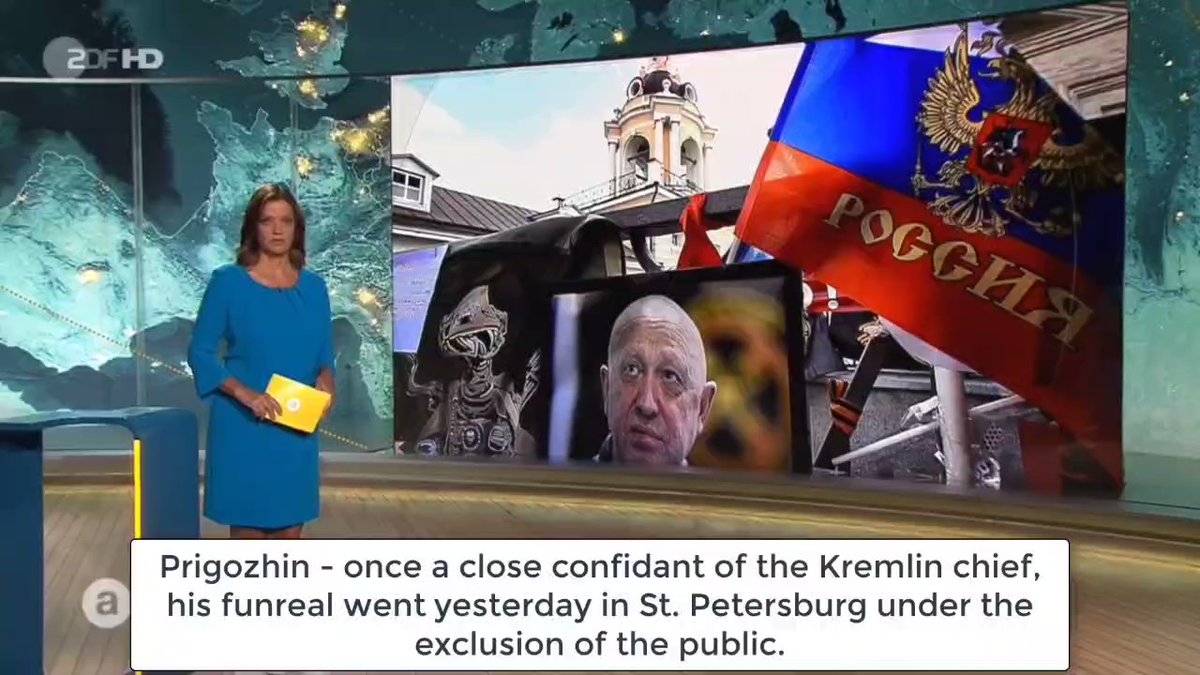 ZDF HD
РОССИЯ
a
Prigozhin - once a close confidant of the Kremlin chief,
his funreal went yesterday in St. Petersburg under the
exclusion of the public.